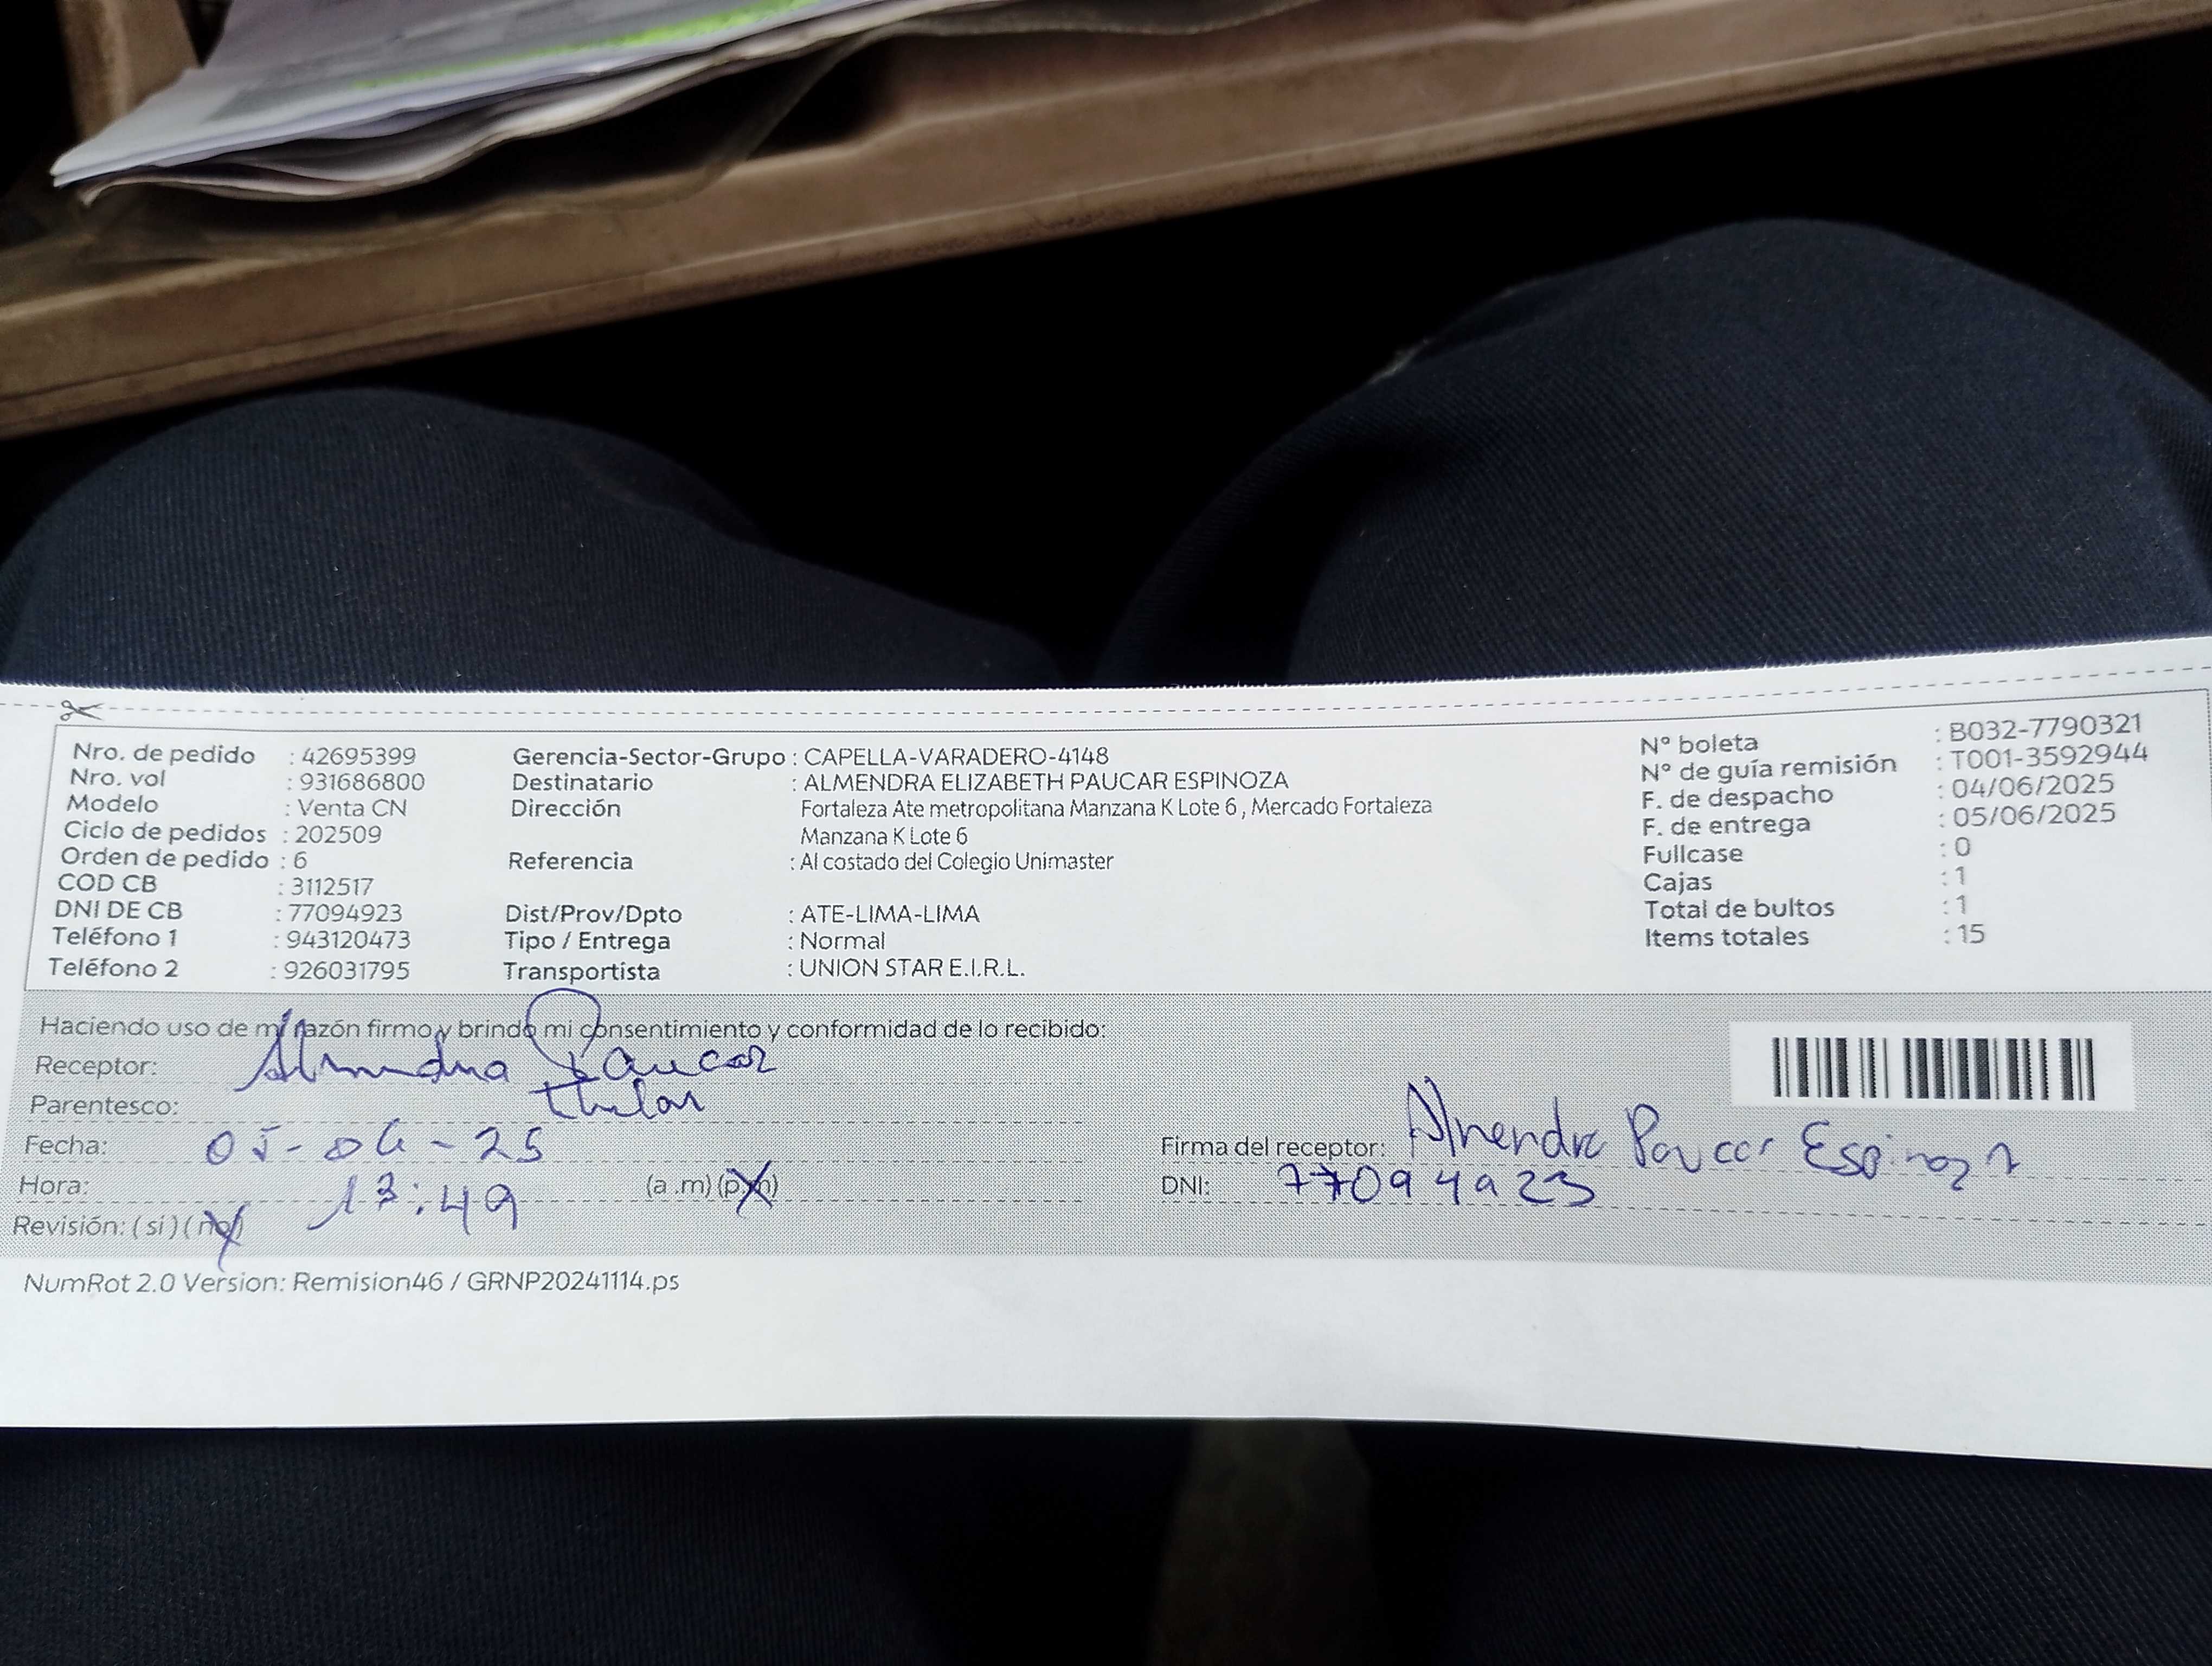 Nro. de pedido : 42695399
Nro. vol : 931686800
Modelo : Venta CN
Ciclo de pedidos : 202509
Orden de pedido : 6
COD CB : 3112517
DNI DE CB : 77094923
Teléfono 1 : 943120473
Teléfono 2 : 926031795
Gerencia-Sector-Grupo : CAPELLA-VARADERO-4148
Destinatario : ALMENDRA ELIZABETH PAUCAR ESPINOZA
Dirección Fortaleza Ate metropolitana Manzana K Lote 6 , Mercado Fortaleza
Manzana K Lote 6
Referencia : Al costado del Colegio Unimaster
Dist/Prov/Dpto : ATE-LIMA-LIMA
Tipo / Entrega : Normal
Transportista : UNION STAR E.I.R.L.
N° boleta : B032-7790321
N° de guía remisión : T001-3592944
F. de despacho : 04/06/2025
F. de entrega : 05/06/2025
Fullcase : 0
Cajas : 1
Total de bultos : 1
Items totales : 15
Haciendo uso de mi razón firmo y brindo mi consentimiento y conformidad de lo recibido:
Receptor: Almendra Paucar
Parentesco: titular
Fecha: 05-06-25
Hora: 13:49 (a .m) (p.m)
Revisión: ( si ) ( no )
Firma del receptor: Almendra Paucar Espinoza
DNI: 77094923
NumRot 2.0 Version: Remision46 / GRNP20241114.ps